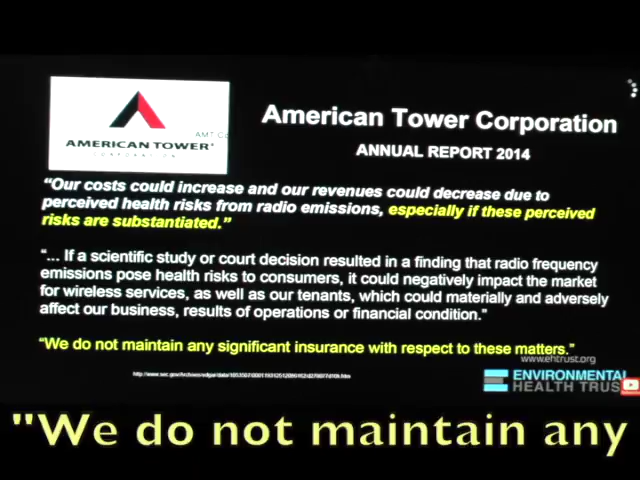 AMERICAN TOWER®
CORPORATION
AMT Co
American Tower Corporation
ANNUAL REPORT 2014
"Our costs could increase and our revenues could decrease due to
perceived health risks from radio emissions, especially if these perceived
risks are substantiated."
"... If a scientific study or court decision resulted in a finding that radio frequency
emissions pose health risks to consumers, it could negatively impact the market
for wireless services, as well as our tenants, which could materially and adversely
affect our business, results of operations or financial condition."
"We do not maintain any significant insurance with respect to these matters."
www.ehtrust.org
ENVIRONMENTAL
HEALTH TRUS
"We do not maintain any